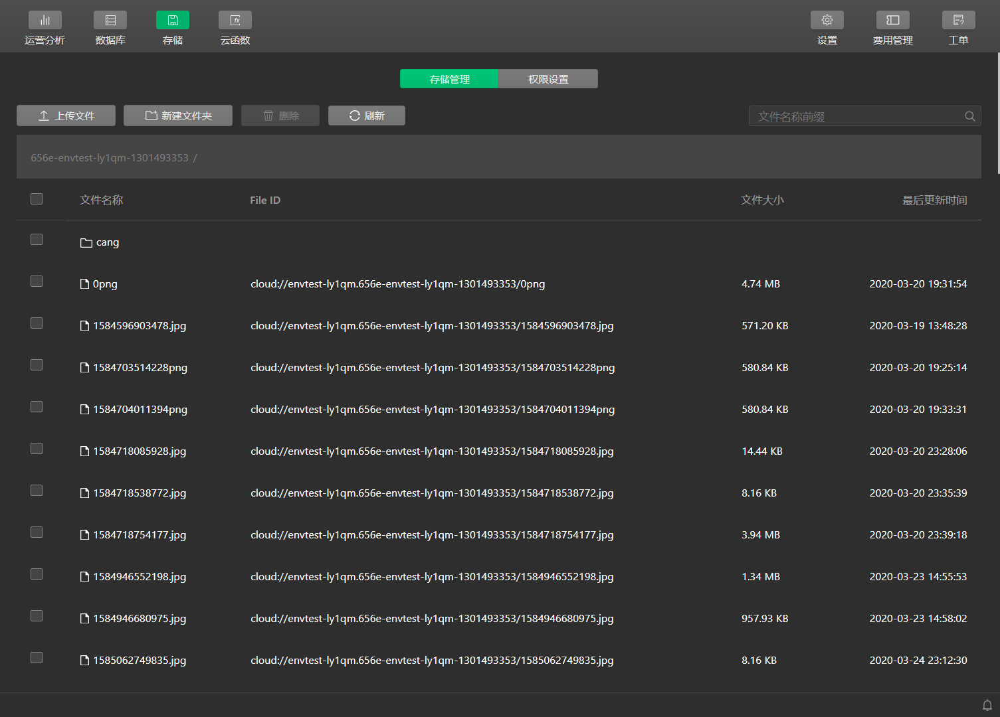 运营分析 数据库 存储 云函数 设置 费用管理 工单
存储管理 权限设置
上传文件 新建文件夹 删除 刷新 文件名称前缀
656e-envtest-ly1qm-1301493353 /
文件名称 File ID 文件大小 最后更新时间
cang
0png cloud://envtest-ly1qm.656e-envtest-ly1qm-1301493353/0png 4.74 MB 2020-03-20 19:31:54
1584596903478.jpg cloud://envtest-ly1qm.656e-envtest-ly1qm-1301493353/1584596903478.jpg 571.20 KB 2020-03-19 13:48:28
1584703514228png cloud://envtest-ly1qm.656e-envtest-ly1qm-1301493353/1584703514228png 580.84 KB 2020-03-20 19:25:14
1584704011394png cloud://envtest-ly1qm.656e-envtest-ly1qm-1301493353/1584704011394png 580.84 KB 2020-03-20 19:33:31
1584718085928.jpg cloud://envtest-ly1qm.656e-envtest-ly1qm-1301493353/1584718085928.jpg 14.44 KB 2020-03-20 23:28:06
1584718538772.jpg cloud://envtest-ly1qm.656e-envtest-ly1qm-1301493353/1584718538772.jpg 8.16 KB 2020-03-20 23:35:39
1584718754177.jpg cloud://envtest-ly1qm.656e-envtest-ly1qm-1301493353/1584718754177.jpg 3.94 MB 2020-03-20 23:39:18
1584946552198.jpg cloud://envtest-ly1qm.656e-envtest-ly1qm-1301493353/1584946552198.jpg 1.34 MB 2020-03-23 14:55:53
1584946680975.jpg cloud://envtest-ly1qm.656e-envtest-ly1qm-1301493353/1584946680975.jpg 957.93 KB 2020-03-23 14:58:02
1585062749835.jpg cloud://envtest-ly1qm.656e-envtest-ly1qm-1301493353/1585062749835.jpg 8.16 KB 2020-03-24 23:12:30